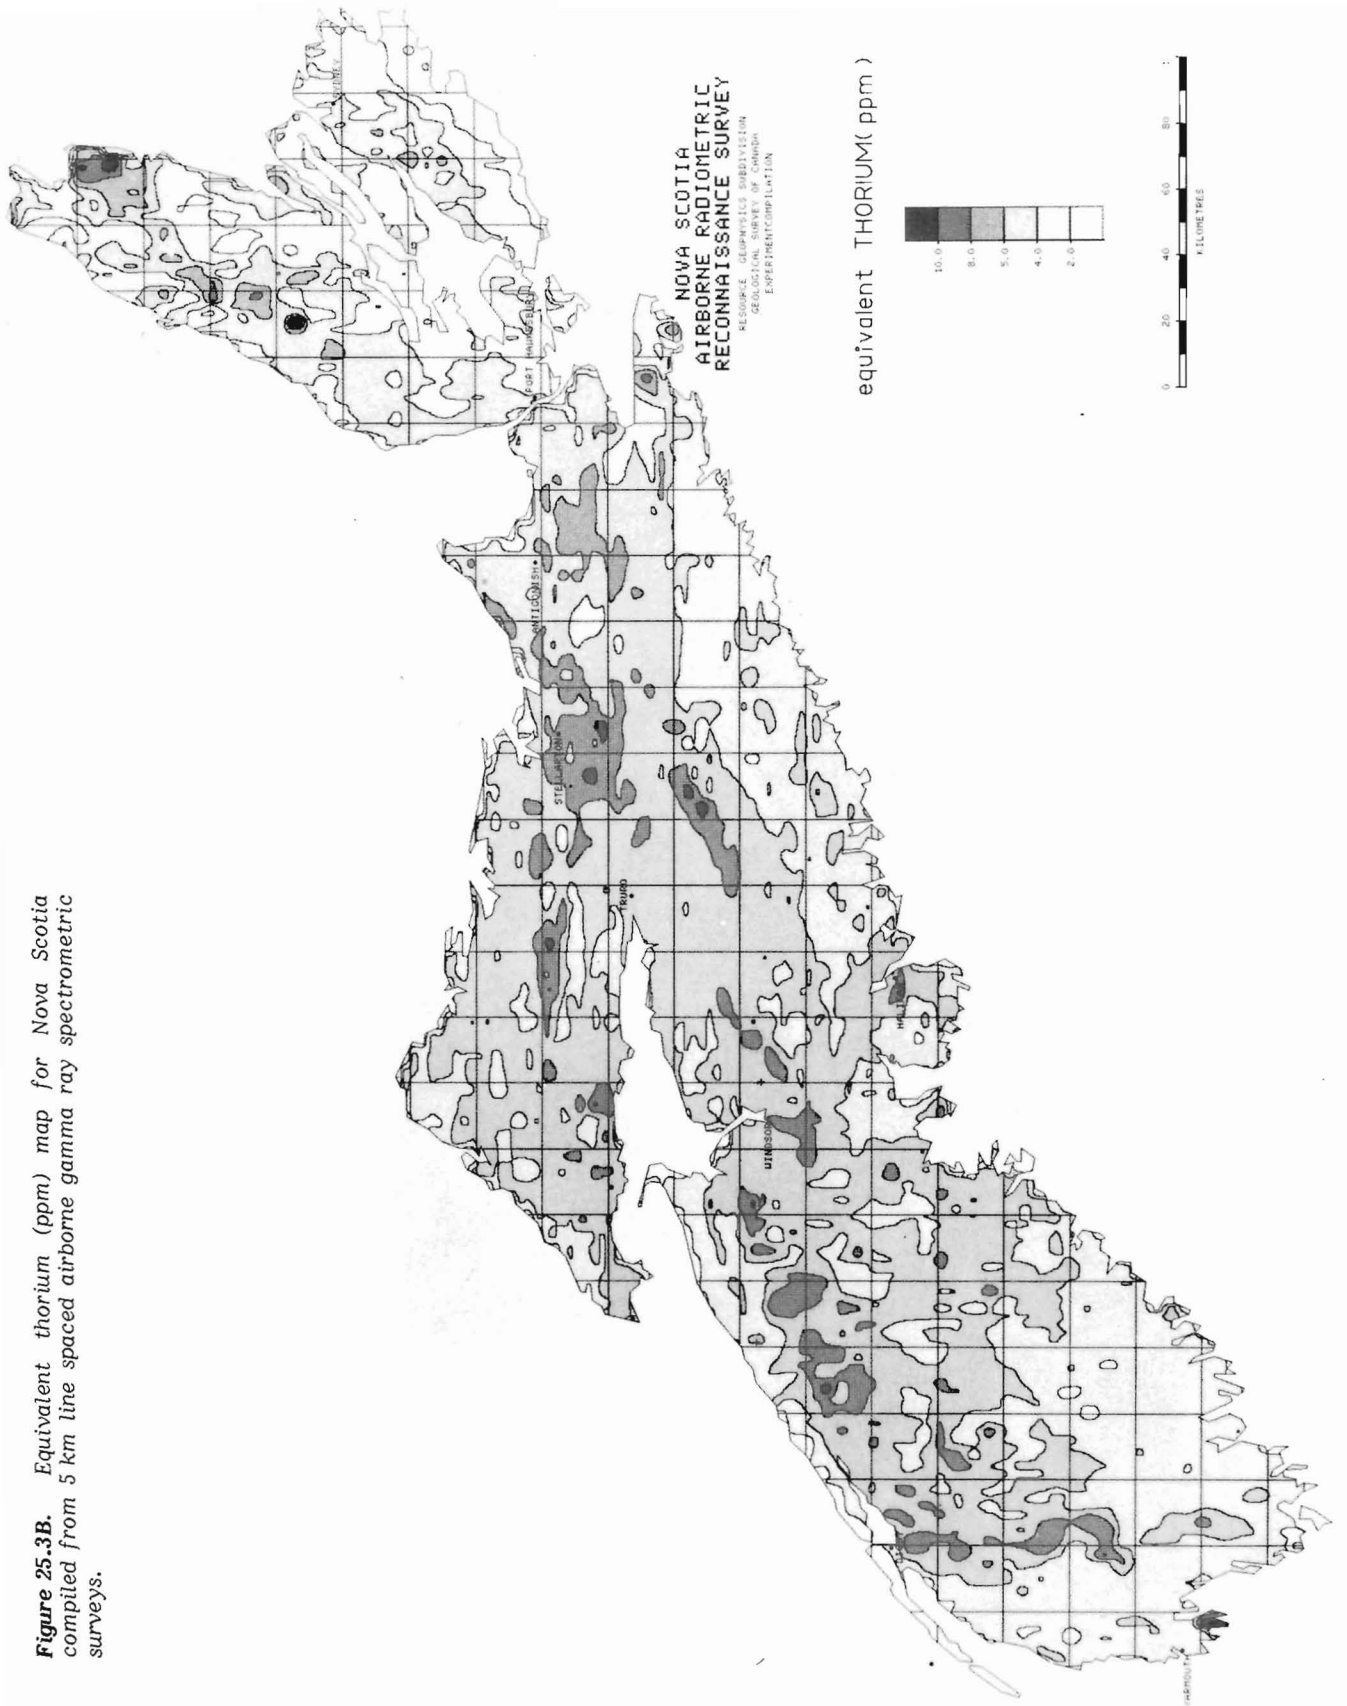 Figure 25.3B. Equivalent thorium (ppm) map for Nova Scotia
compiled from 5 km line spaced airborne gamma ray spectrometric
surveys.
NOVA SCOTIA
AIRBORNE RADIOMETRIC
RECONNAISSANCE SURVEY
RESOURCE GEOPHYSICS SUBDIVISION
GEOLOGICAL SURVEY OF CANADA
EXPERIMENTCOMPILATION
equivalent THORIUM( ppm )
10.0
8.0
5.0
4.0
2.0
0 20 40 60 80
KILOMETRES
SYDNEY
PORT HAWKSBURY
ANTIGONISH
STELLARTON
TRURO
WINDSOR
YARMOUTH